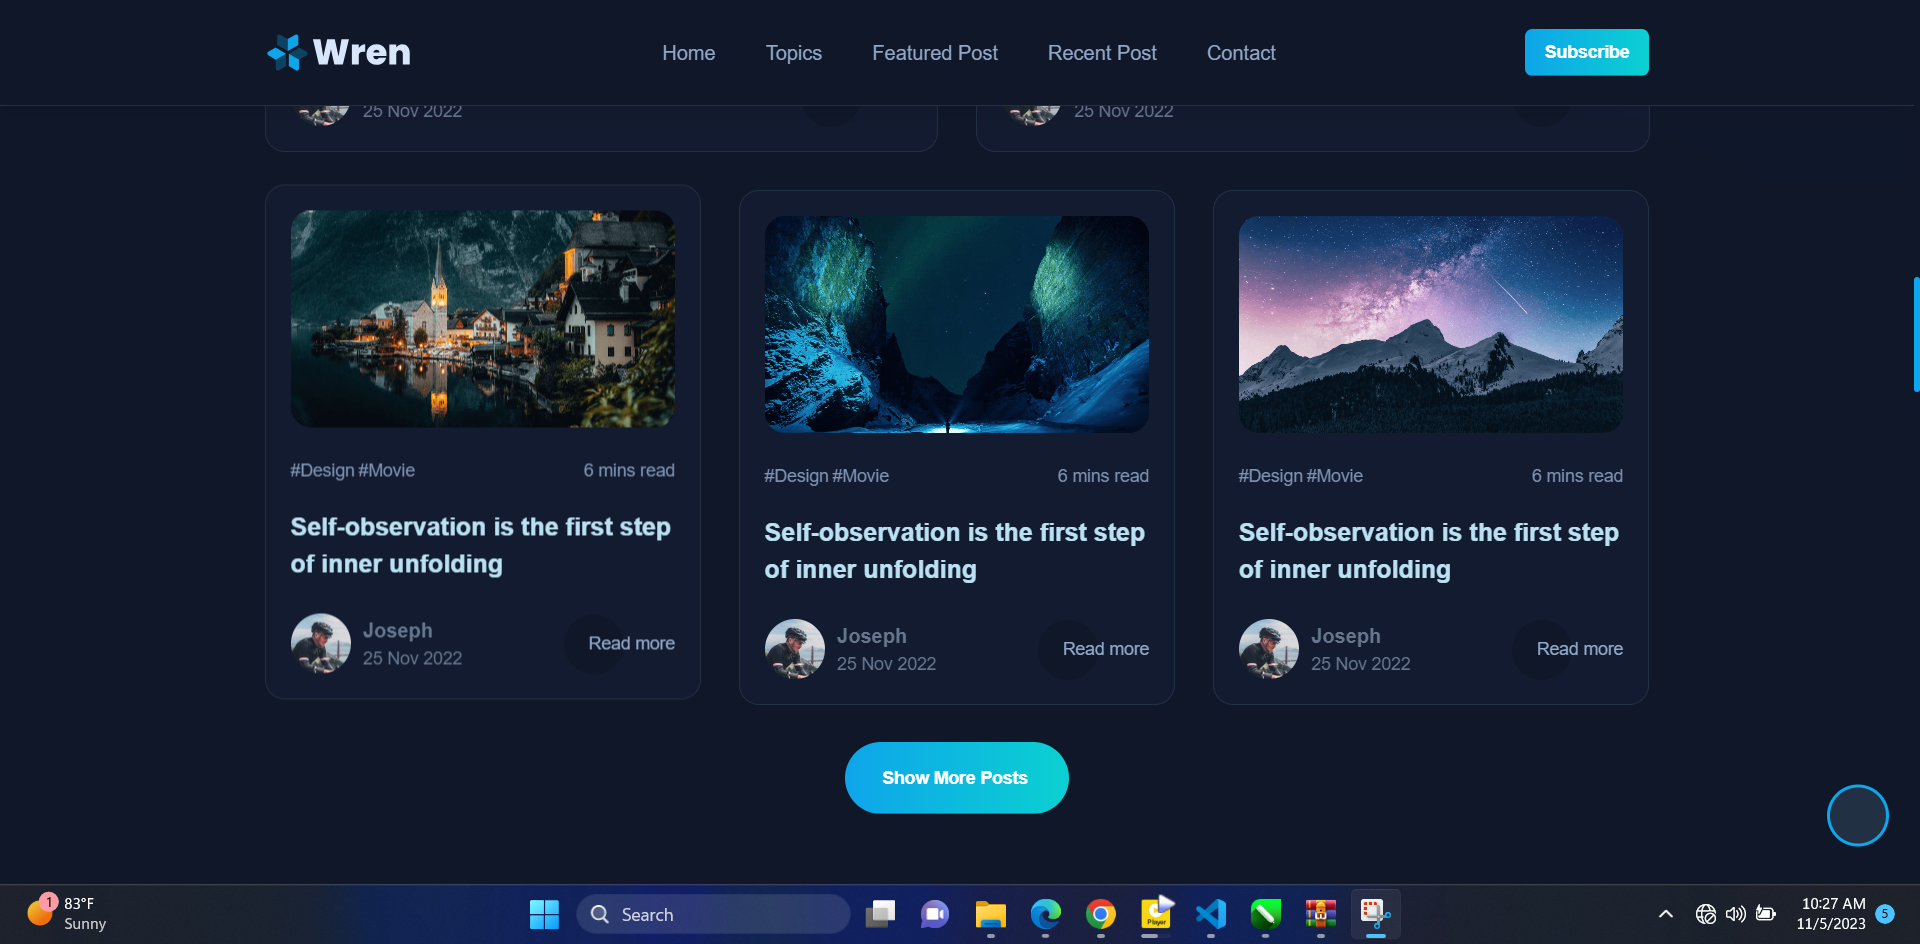 Wren
Home
Topics
Featured Post
Recent Post
Contact
Subscribe
25 Nov 2022
25 Nov 2022
#Design #Movie
6 mins read
Self-observation is the first step
of inner unfolding
Joseph
25 Nov 2022
Read more
#Design #Movie
6 mins read
Self-observation is the first step
of inner unfolding
Joseph
25 Nov 2022
Read more
#Design #Movie
6 mins read
Self-observation is the first step
of inner unfolding
Joseph
25 Nov 2022
Read more
Show More Posts
1
83°F
Sunny
Search
Player
10:27 AM
11/5/2023
5